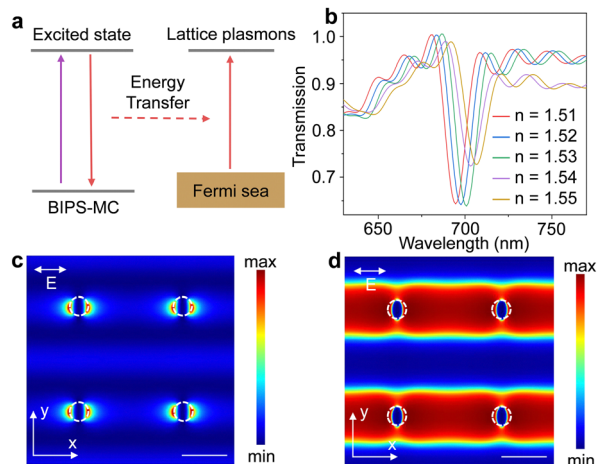 a
Excited state
Lattice plasmons
Energy
Transfer
Fermi sea
BIPS-MC
b
Transmission
1.0
0.9
0.8
0.7
n = 1.51
n = 1.52
n = 1.53
n = 1.54
n = 1.55
650
700
750
Wavelength (nm)
c
E
y
x
max
min
d
E
y
x
max
min